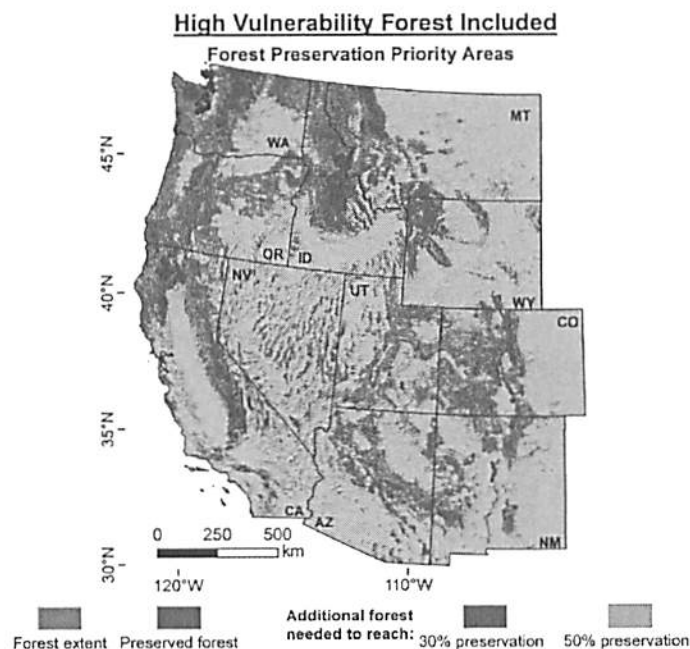 High Vulnerability Forest Included
Forest Preservation Priority Areas
MT
45°N
WA
OR
ID
40°N
NV
UT
WY
CO
35°N
CA
AZ
0 250 500
km
NM
30°N
120°W 110°W
Forest extent Preserved forest
Additional forest
needed to reach:
30% preservation 50% preservation